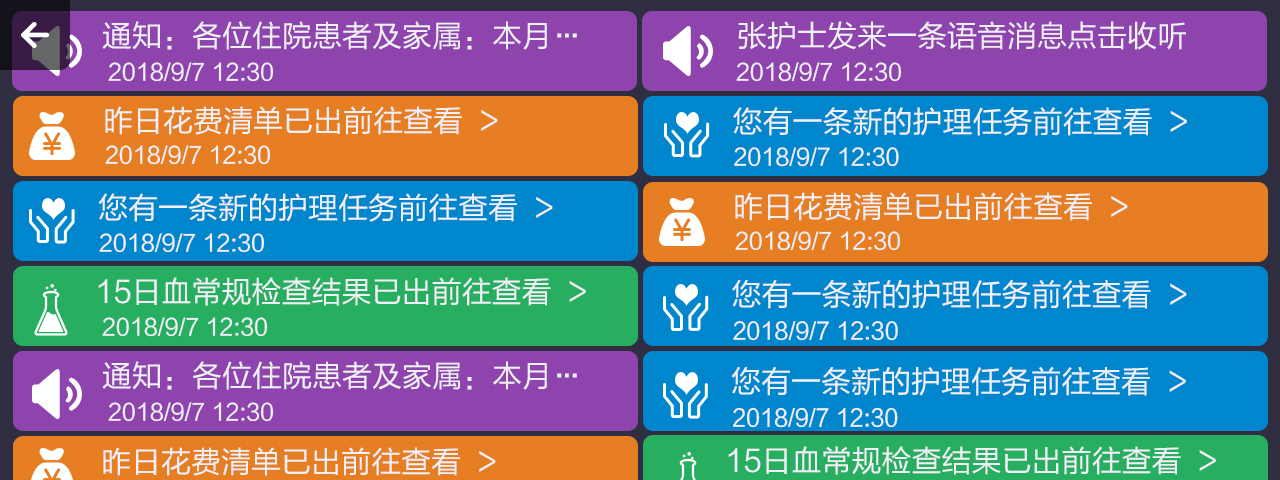 通知：各位住院患者及家属：本月…
2018/9/7 12:30
张护士发来一条语音消息点击收听
2018/9/7 12:30
昨日花费清单已出前往查看 >
2018/9/7 12:30
您有一条新的护理任务前往查看 >
2018/9/7 12:30
您有一条新的护理任务前往查看 >
2018/9/7 12:30
昨日花费清单已出前往查看 >
2018/9/7 12:30
15日血常规检查结果已出前往查看 >
2018/9/7 12:30
您有一条新的护理任务前往查看 >
2018/9/7 12:30
通知：各位住院患者及家属：本月…
2018/9/7 12:30
您有一条新的护理任务前往查看 >
2018/9/7 12:30
昨日花费清单已出前往查看 >
15日血常规检查结果已出前往查看 >